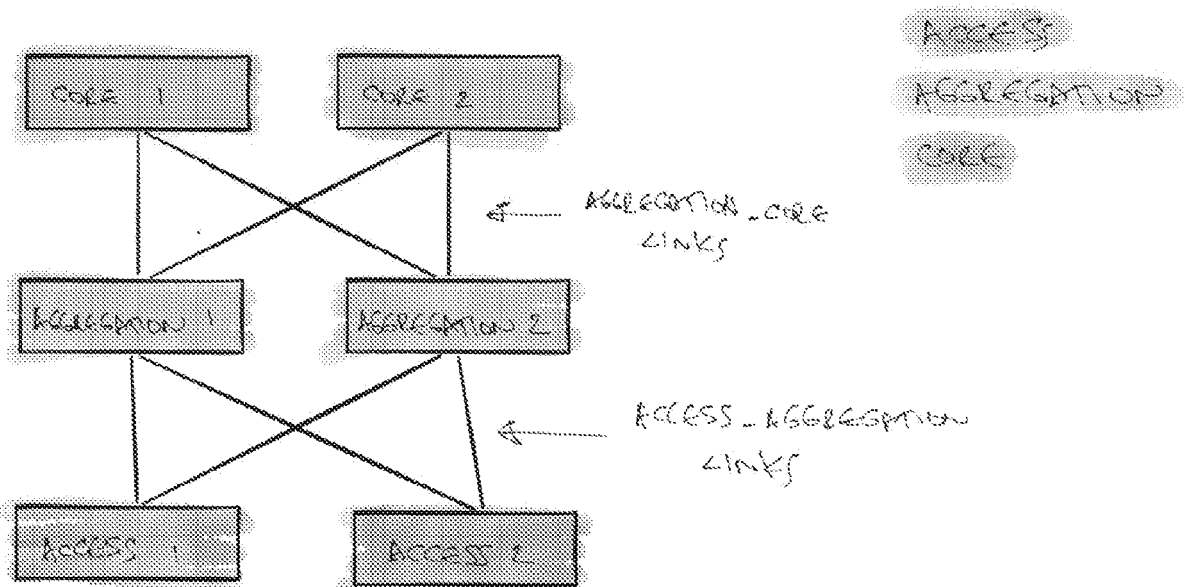 ACCESS
AGGREGATION
CORE
CORE 1
CORE 2
AGGREGATION_CORE
LINKS
AGGREGATION 1
AGGREGATION 2
ACCESS_AGGREGATION
LINKS
ACCESS 1
ACCESS 2